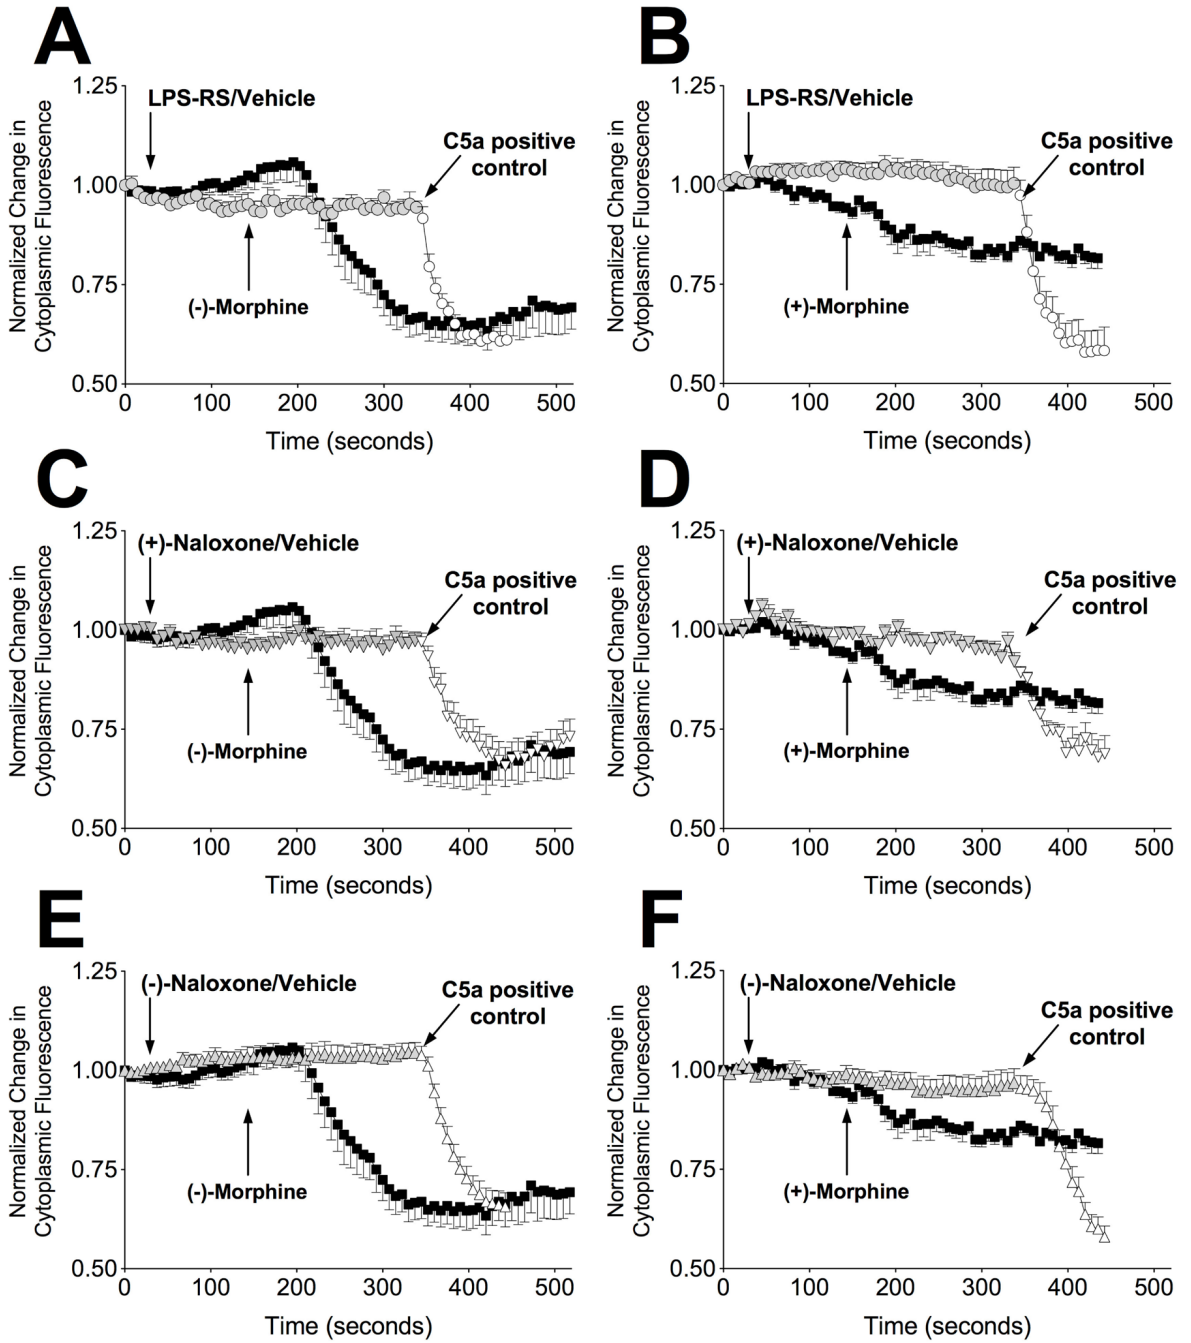 A
Normalized Change in
Cytoplasmic Fluorescence
1.25
1.00
0.75
0.50
LPS-RS/Vehicle
C5a positive
control
(-)-Morphine
0 100 200 300 400 500
Time (seconds)
B
Normalized Change in
Cytoplasmic Fluorescence
1.25
1.00
0.75
0.50
LPS-RS/Vehicle
C5a positive
control
(+)-Morphine
0 100 200 300 400 500
Time (seconds)
C
Normalized Change in
Cytoplasmic Fluorescence
1.25
1.00
0.75
0.50
(+)-Naloxone/Vehicle
C5a positive
control
(-)-Morphine
0 100 200 300 400 500
Time (seconds)
D
Normalized Change in
Cytoplasmic Fluorescence
1.25
1.00
0.75
0.50
(+)-Naloxone/Vehicle
C5a positive
control
(+)-Morphine
0 100 200 300 400 500
Time (seconds)
E
Normalized Change in
Cytoplasmic Fluorescence
1.25
1.00
0.75
0.50
(-)-Naloxone/Vehicle
C5a positive
control
(-)-Morphine
0 100 200 300 400 500
Time (seconds)
F
Normalized Change in
Cytoplasmic Fluorescence
1.25
1.00
0.75
0.50
(-)-Naloxone/Vehicle
C5a positive
control
(+)-Morphine
0 100 200 300 400 500
Time (seconds)